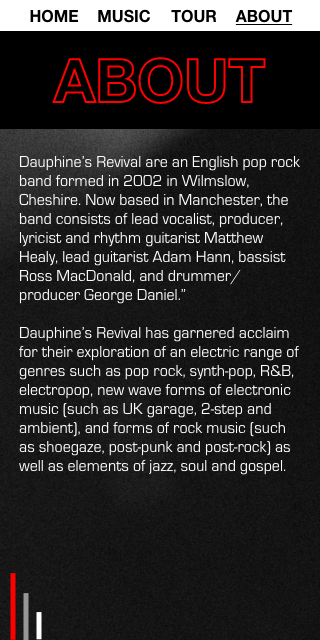 HOME MUSIC TOUR ABOUT
ABOUT
Dauphine's Revival are an English pop rock
band formed in 2002 in Wilmslow,
Cheshire. Now based in Manchester, the
band consists of lead vocalist, producer,
lyricist and rhythm guitarist Matthew
Healy, lead guitarist Adam Hann, bassist
Ross MacDonald, and drummer/
producer George Daniel."
Dauphine's Revival has garnered acclaim
for their exploration of an electric range of
genres such as pop rock, synth-pop, R&B,
electropop, new wave forms of electronic
music (such as UK garage, 2-step and
ambient), and forms of rock music (such
as shoegaze, post-punk and post-rock) as
well as elements of jazz, soul and gospel.